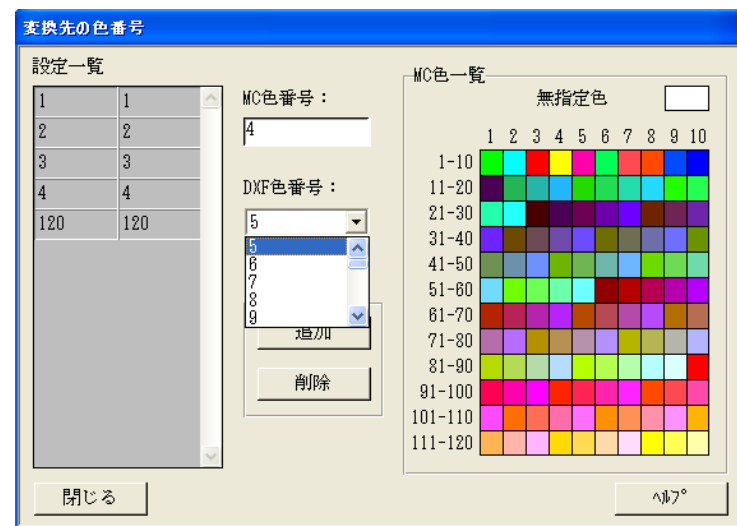 変換先の色番号
設定一覧
1 1
2 2
3 3
4 4
120 120
MC色番号：
4
DXF色番号：
5
5
6
7
8
9
追加
削除
MC色一覧
無指定色
1 2 3 4 5 6 7 8 9 10
1-10
11-20
21-30
31-40
41-50
51-60
61-70
71-80
81-90
91-100
101-110
111-120
閉じる
ﾍﾙﾌﾟ